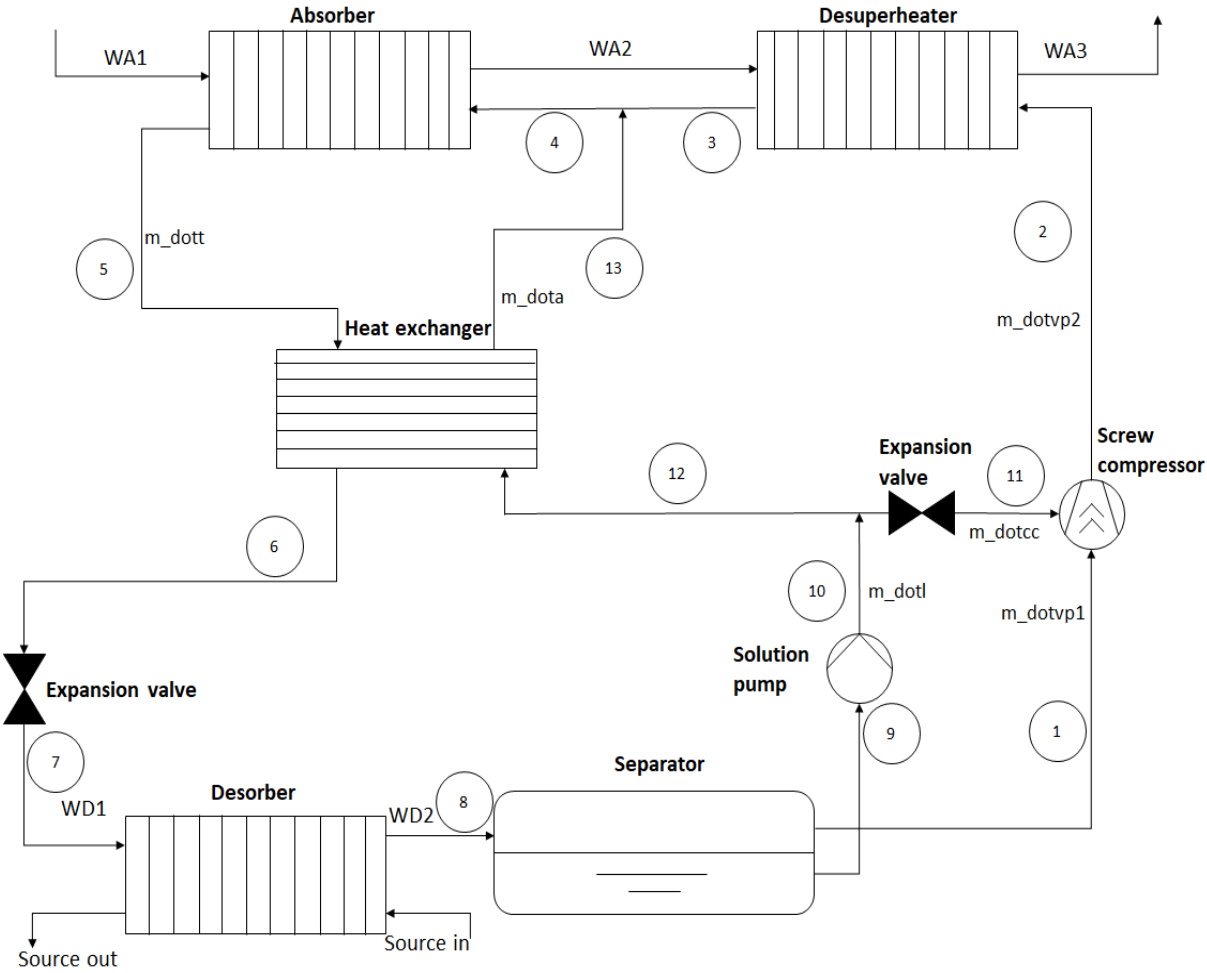 Absorber
Desuperheater
WA1
WA2
WA3
4
3
2
m_dott
5
13
m_dota
Heat exchanger
m_dotvp2
Expansion
valve
Screw
compressor
12
11
m_dotcc
6
10
m_dotl
m_dotvp1
Solution
pump
Expansion valve
9
1
7
Separator
Desorber
WD1
WD2
8
Source in
Source out